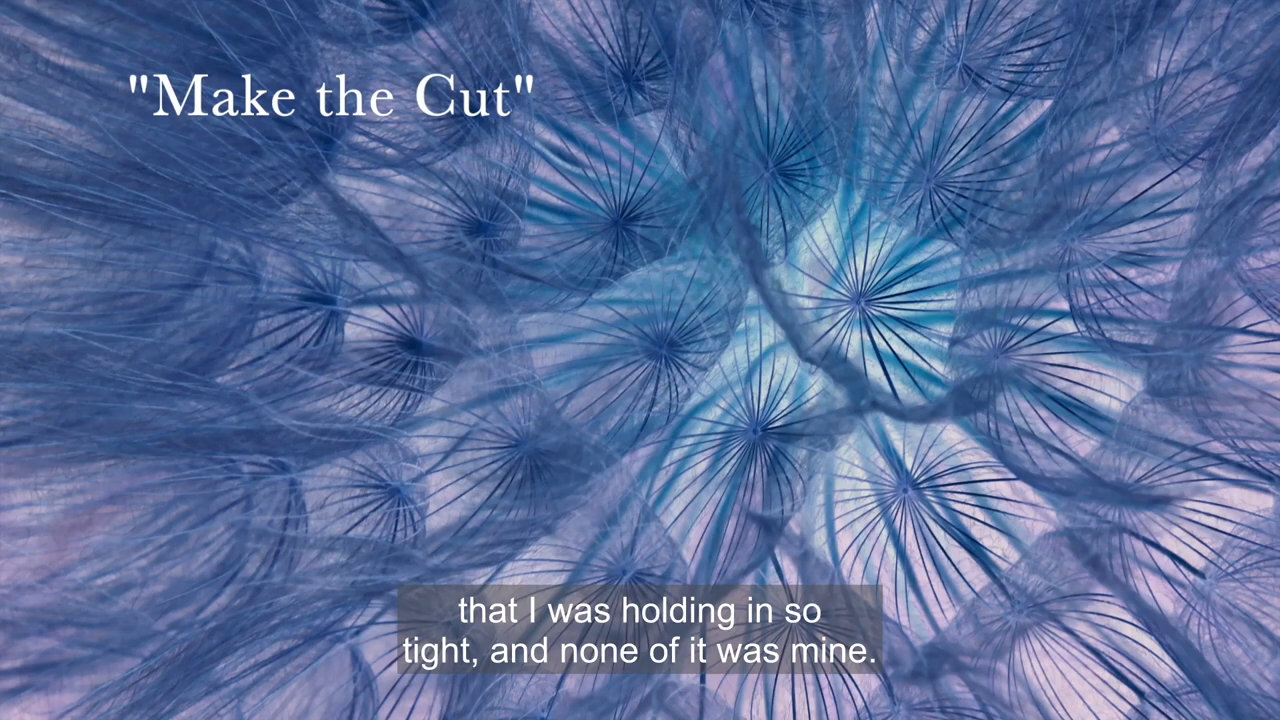 "Make the Cut"
that I was holding in so
tight, and none of it was mine.